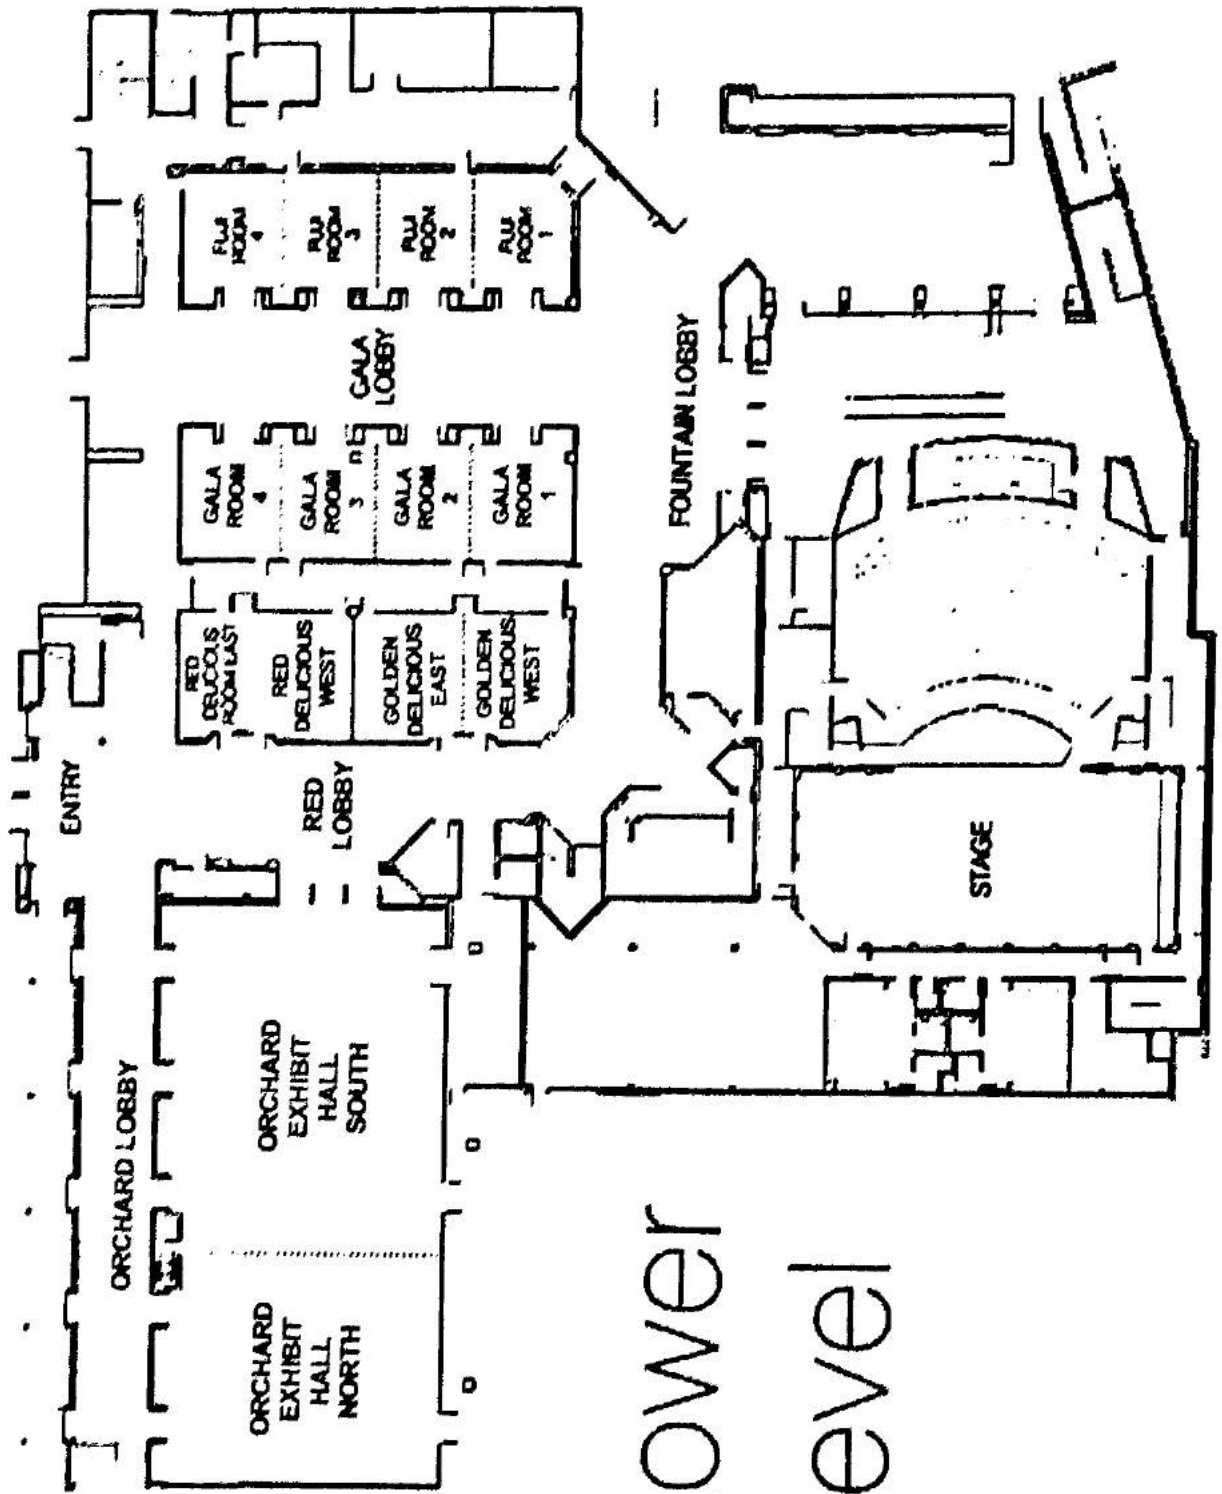 ENTRY
ORCHARD LOBBY
ORCHARD
EXHIBIT
HALL
NORTH
ORCHARD
EXHIBIT
HALL
SOUTH
RED
LOBBY
RED
DELICIOUS
ROOM EAST
RED
DELICIOUS
WEST
GOLDEN
DELICIOUS
EAST
GOLDEN
DELICIOUS
WEST
GALA
ROOM
4
GALA
ROOM
3
GALA
ROOM
2
GALA
ROOM
1
GALA
LOBBY
FUJI
ROOM
4
FUJI
ROOM
3
FUJI
ROOM
2
FUJI
ROOM
1
FOUNTAIN LOBBY
STAGE
ower
evel